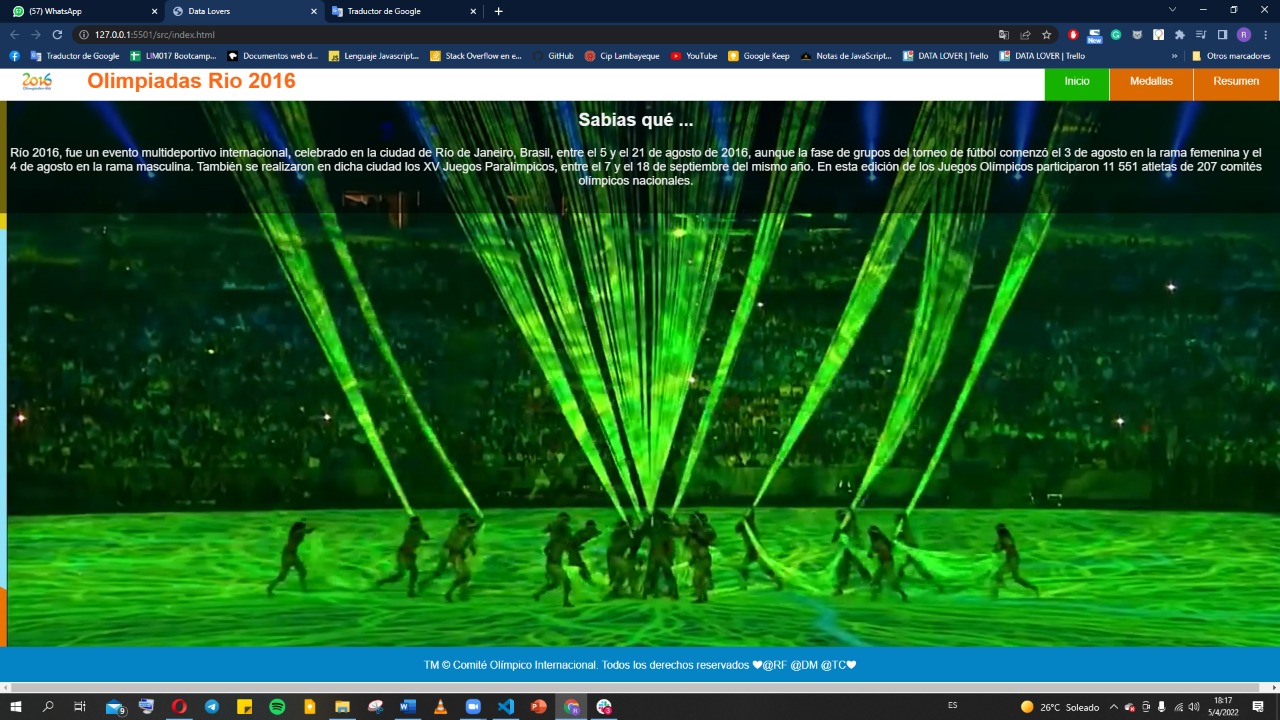 (57) WhatsApp
Data Lovers
Traductor de Google
127.0.0.1:5501/src/index.html
New
R
Traductor de Google
LIM017 Bootcamp...
Documentos web d...
Lenguaje Javascript...
Stack Overflow en e...
GitHub
Cip Lambayeque
YouTube
Google Keep
Notas de JavaScript...
DATA LOVER | Trello
DATA LOVER | Trello
Otros marcadores
2016
Olimpiadas Rio 2016
Inicio
Medallas
Resumen
Sabias qué ...
Río 2016, fue un evento multideportivo internacional, celebrado en la ciudad de Río de Janeiro, Brasil, entre el 5 y el 21 de agosto de 2016, aunque la fase de grupos del torneo de fútbol comenzó el 3 de agosto en la rama femenina y el
4 de agosto en la rama masculina. También se realizaron en dicha ciudad los XV Juegos Paralímpicos, entre el 7 y el 18 de septiembre del mismo año. En esta edición de los Juegos Olímpicos participaron 11 551 atletas de 207 comités
olímpicos nacionales.
TM © Comité Olímpico Internacional. Todos los derechos reservados ❤@RF @DM @TC❤
9
ES
26°C Soleado
18:17
5/4/2022